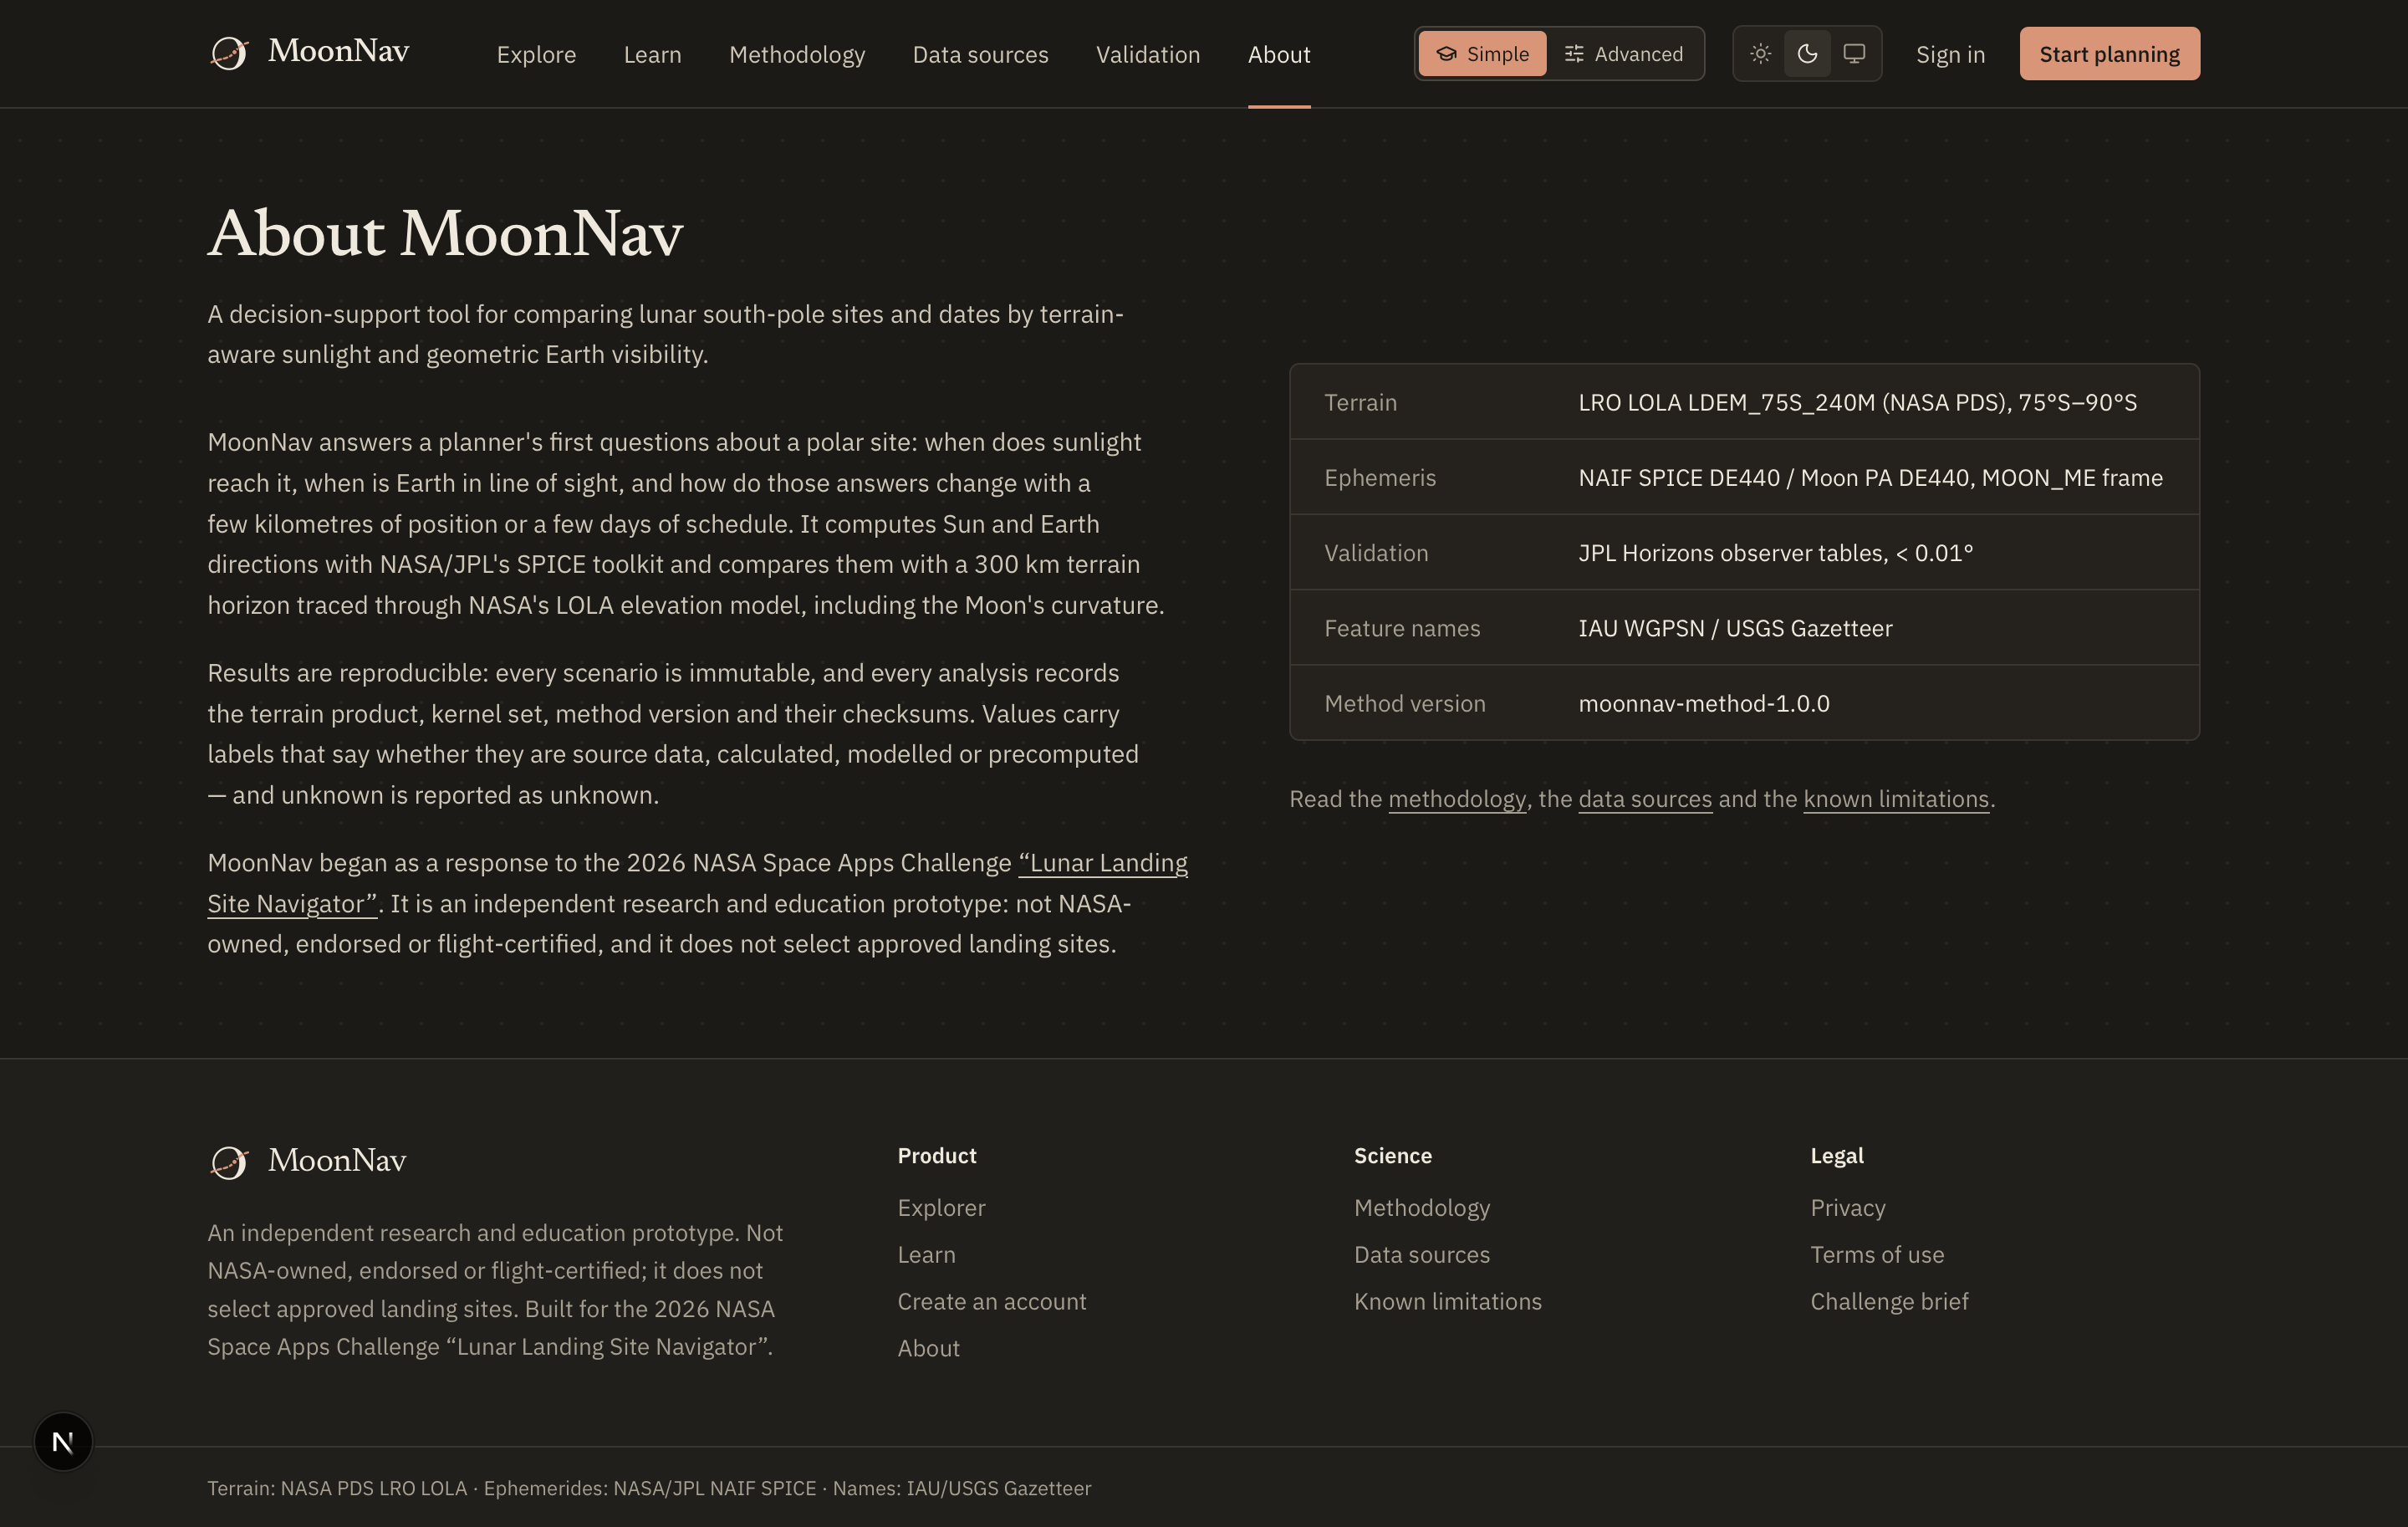 MoonNav
Explore
Learn
Methodology
Data sources
Validation
About
Simple
Advanced
Sign in
Start planning
About MoonNav
A decision-support tool for comparing lunar south-pole sites and dates by terrain-
aware sunlight and geometric Earth visibility.
MoonNav answers a planner's first questions about a polar site: when does sunlight
reach it, when is Earth in line of sight, and how do those answers change with a
few kilometres of position or a few days of schedule. It computes Sun and Earth
directions with NASA/JPL's SPICE toolkit and compares them with a 300 km terrain
horizon traced through NASA's LOLA elevation model, including the Moon's curvature.
Results are reproducible: every scenario is immutable, and every analysis records
the terrain product, kernel set, method version and their checksums. Values carry
labels that say whether they are source data, calculated, modelled or precomputed
— and unknown is reported as unknown.
MoonNav began as a response to the 2026 NASA Space Apps Challenge “Lunar Landing
Site Navigator”. It is an independent research and education prototype: not NASA-
owned, endorsed or flight-certified, and it does not select approved landing sites.
Terrain LRO LOLA LDEM_75S_240M (NASA PDS), 75°S–90°S
Ephemeris NAIF SPICE DE440 / Moon PA DE440, MOON_ME frame
Validation JPL Horizons observer tables, < 0.01°
Feature names IAU WGPSN / USGS Gazetteer
Method version moonnav-method-1.0.0
Read the methodology, the data sources and the known limitations.
MoonNav
An independent research and education prototype. Not
NASA-owned, endorsed or flight-certified; it does not
select approved landing sites. Built for the 2026 NASA
Space Apps Challenge “Lunar Landing Site Navigator”.
Product
Explorer
Learn
Create an account
About
Science
Methodology
Data sources
Known limitations
Legal
Privacy
Terms of use
Challenge brief
N
Terrain: NASA PDS LRO LOLA · Ephemerides: NASA/JPL NAIF SPICE · Names: IAU/USGS Gazetteer